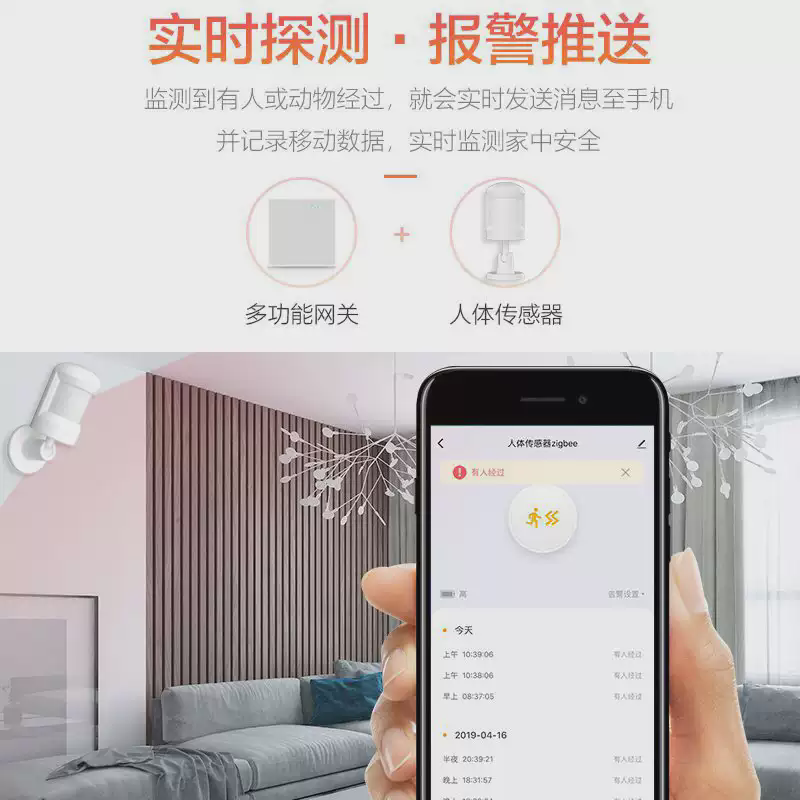 实时探测·报警推送
监测到有人或动物经过，就会实时发送消息至手机
并记录移动数据，实时监测家中安全
+
多功能网关
人体传感器
人体传感器zigbee
有人经过
高
告警设置
今天
上午 10:39:06 有人经过
上午 10:38:06 有人经过
早上 08:37:05 有人经过
2019-04-16
半夜 20:39:21 有人经过
晚上 18:31:57 有人经过